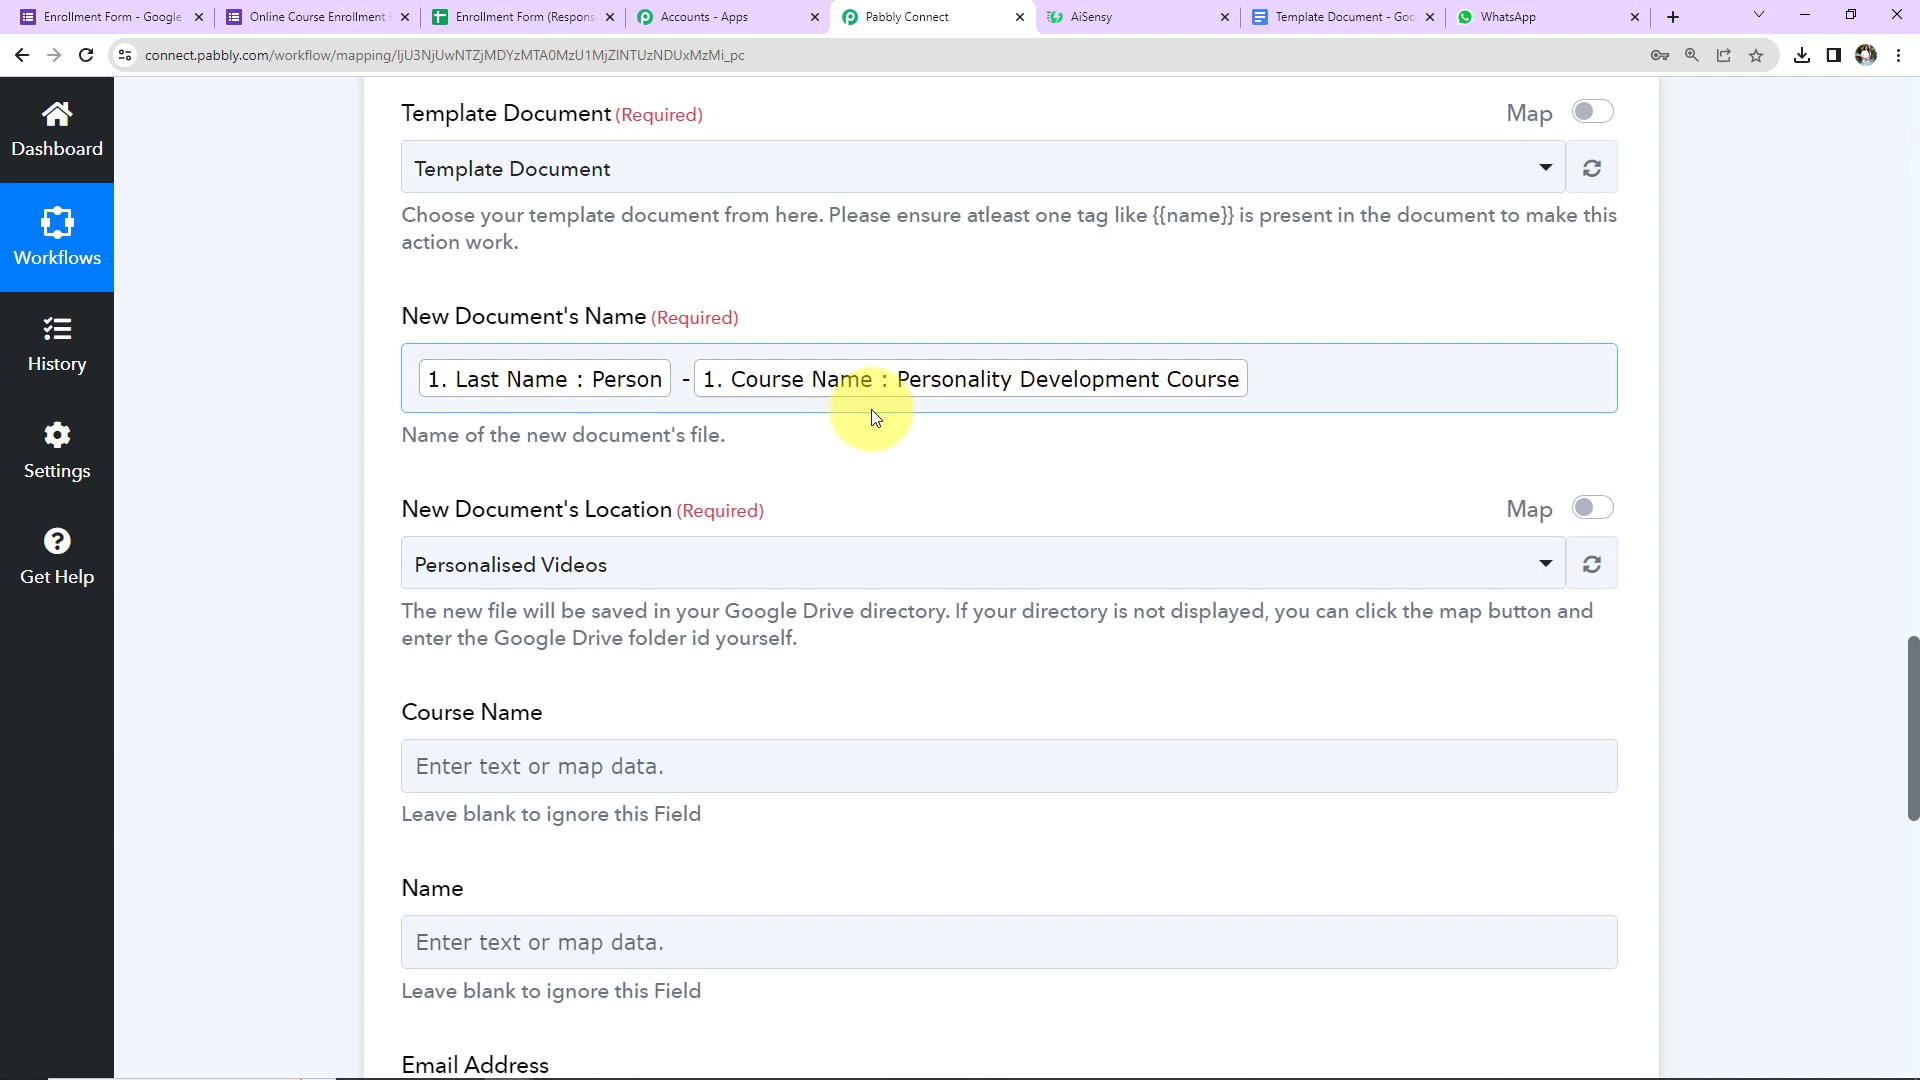 Enrollment Form - Google
Online Course Enrollment
Enrollment Form (Respons
Accounts - Apps
Pabbly Connect
AiSensy
Template Document - Goo
WhatsApp
Dashboard
Workflows
History
Settings
Get Help
Template Document (Required)
Map
Template Document
Choose your template document from here. Please ensure atleast one tag like {{name}} is present in the document to make this
action work.
New Document's Name (Required)
1. Last Name : Person - 1. Course Name : Personality Development Course
Name of the new document's file.
New Document's Location (Required)
Map
Personalised Videos
The new file will be saved in your Google Drive directory. If your directory is not displayed, you can click the map button and
enter the Google Drive folder id yourself.
Course Name
Enter text or map data.
Leave blank to ignore this Field
Name
Enter text or map data.
Leave blank to ignore this Field
Email Address